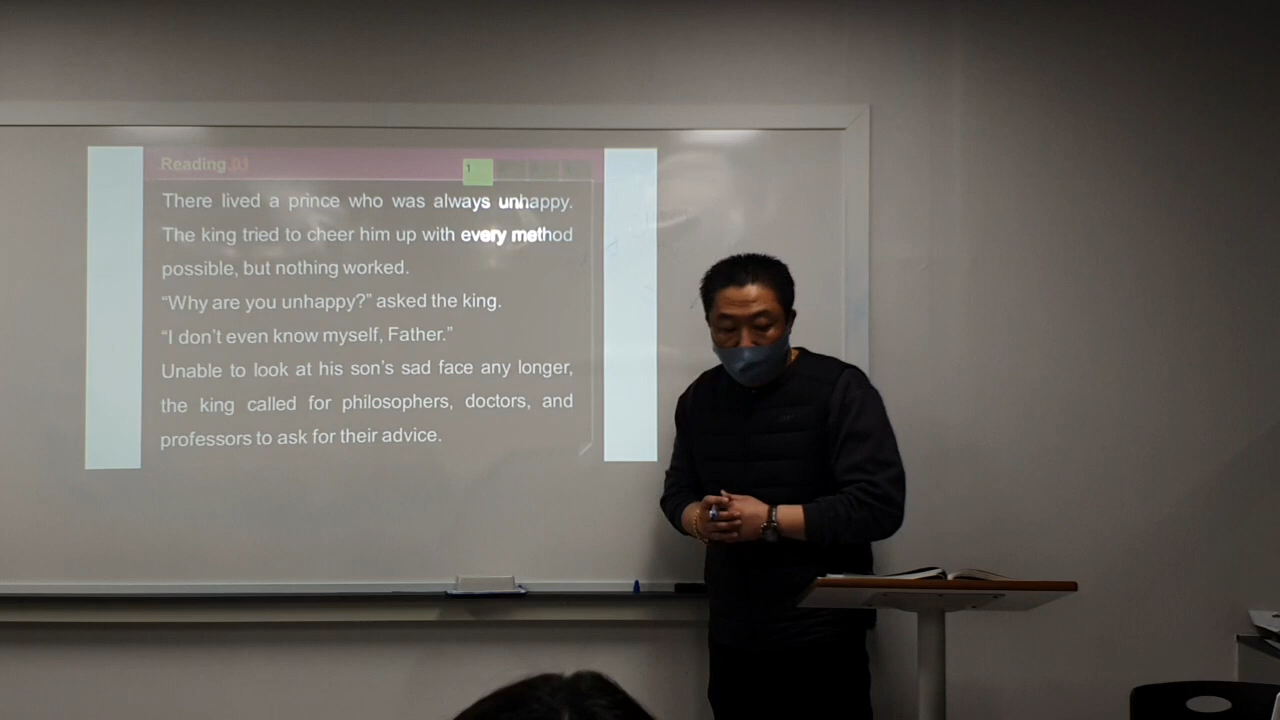 Reading 01
1
There lived a prince who was always unhappy.
The king tried to cheer him up with every method
possible, but nothing worked.
“Why are you unhappy?” asked the king.
“I don’t even know myself, Father.”
Unable to look at his son’s sad face any longer,
the king called for philosophers, doctors, and
professors to ask for their advice.